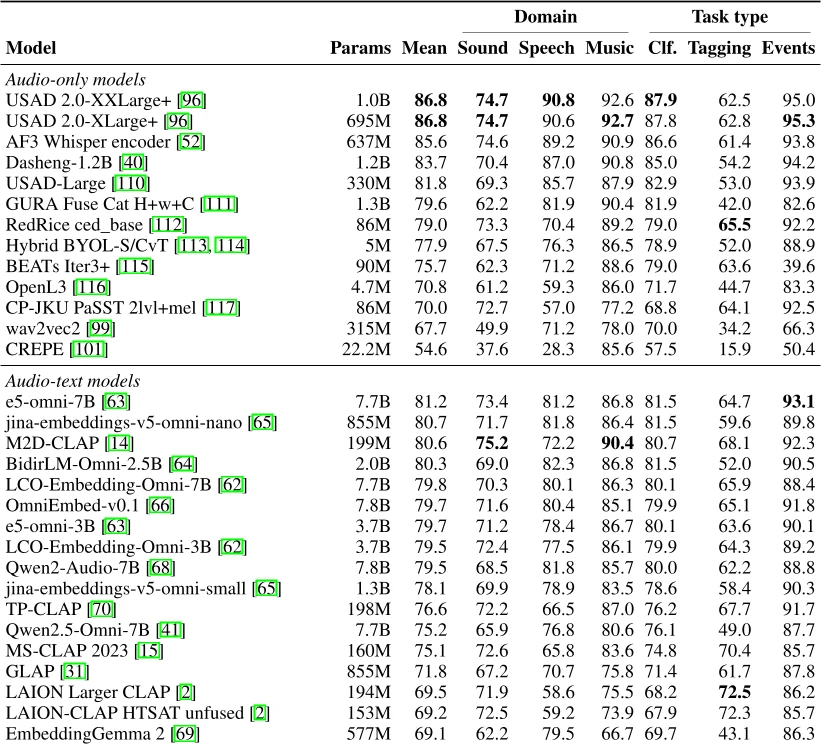 Domain Task type
Model Params Mean Sound Speech Music Clf. Tagging Events
Audio-only models
USAD 2.0-XXLarge+ [96] 1.0B 86.8 74.7 90.8 92.6 87.9 62.5 95.0
USAD 2.0-XLarge+ [96] 695M 86.8 74.7 90.6 92.7 87.8 62.8 95.3
AF3 Whisper encoder [52] 637M 85.6 74.6 89.2 90.9 86.6 61.4 93.8
Dasheng-1.2B [40] 1.2B 83.7 70.4 87.0 90.8 85.0 54.2 94.2
USAD-Large [110] 330M 81.8 69.3 85.7 87.9 82.9 53.0 93.9
GURA Fuse Cat H+w+C [111] 1.3B 79.6 62.2 81.9 90.4 81.9 42.0 82.6
RedRice ced_base [112] 86M 79.0 73.3 70.4 89.2 79.0 65.5 92.2
Hybrid BYOL-S/CvT [113, 114] 5M 77.9 67.5 76.3 86.5 78.9 52.0 88.9
BEATs Iter3+ [115] 90M 75.7 62.3 71.2 88.6 79.0 63.6 39.6
OpenL3 [116] 4.7M 70.8 61.2 59.3 86.0 71.7 44.7 83.3
CP-JKU PaSST 2lvl+mel [117] 86M 70.0 72.7 57.0 77.2 68.8 64.1 92.5
wav2vec2 [99] 315M 67.7 49.9 71.2 78.0 70.0 34.2 66.3
CREPE [101] 22.2M 54.6 37.6 28.3 85.6 57.5 15.9 50.4
Audio-text models
e5-omni-7B [63] 7.7B 81.2 73.4 81.2 86.8 81.5 64.7 93.1
jina-embeddings-v5-omni-nano [65] 855M 80.7 71.7 81.8 86.4 81.5 59.6 89.8
M2D-CLAP [14] 199M 80.6 75.2 72.2 90.4 80.7 68.1 92.3
BidirLM-Omni-2.5B [64] 2.0B 80.3 69.0 82.3 86.8 81.5 52.0 90.5
LCO-Embedding-Omni-7B [62] 7.7B 79.8 70.3 80.1 86.3 80.1 65.9 88.4
OmniEmbed-v0.1 [66] 7.8B 79.7 71.6 80.4 85.1 79.9 65.1 91.8
e5-omni-3B [63] 3.7B 79.7 71.2 78.4 86.7 80.1 63.6 90.1
LCO-Embedding-Omni-3B [62] 3.7B 79.5 72.4 77.5 86.1 79.9 64.3 89.2
Qwen2-Audio-7B [68] 7.8B 79.5 68.5 81.8 85.7 80.0 62.2 88.8
jina-embeddings-v5-omni-small [65] 1.3B 78.1 69.9 78.9 83.5 78.6 58.4 90.3
TP-CLAP [70] 198M 76.6 72.2 66.5 87.0 76.2 67.7 91.7
Qwen2.5-Omni-7B [41] 7.7B 75.2 65.9 76.8 80.6 76.1 49.0 87.7
MS-CLAP 2023 [15] 160M 75.1 72.6 65.8 83.6 74.8 70.4 85.7
GLAP [31] 855M 71.8 67.2 70.7 75.8 71.4 61.7 87.8
LAION Larger CLAP [2] 194M 69.5 71.9 58.6 75.5 68.2 72.5 86.2
LAION-CLAP HTSAT unfused [2] 153M 69.2 72.5 59.2 73.9 67.9 72.3 85.7
EmbeddingGemma 2 [69] 577M 69.1 62.2 79.5 66.7 69.7 43.1 86.3